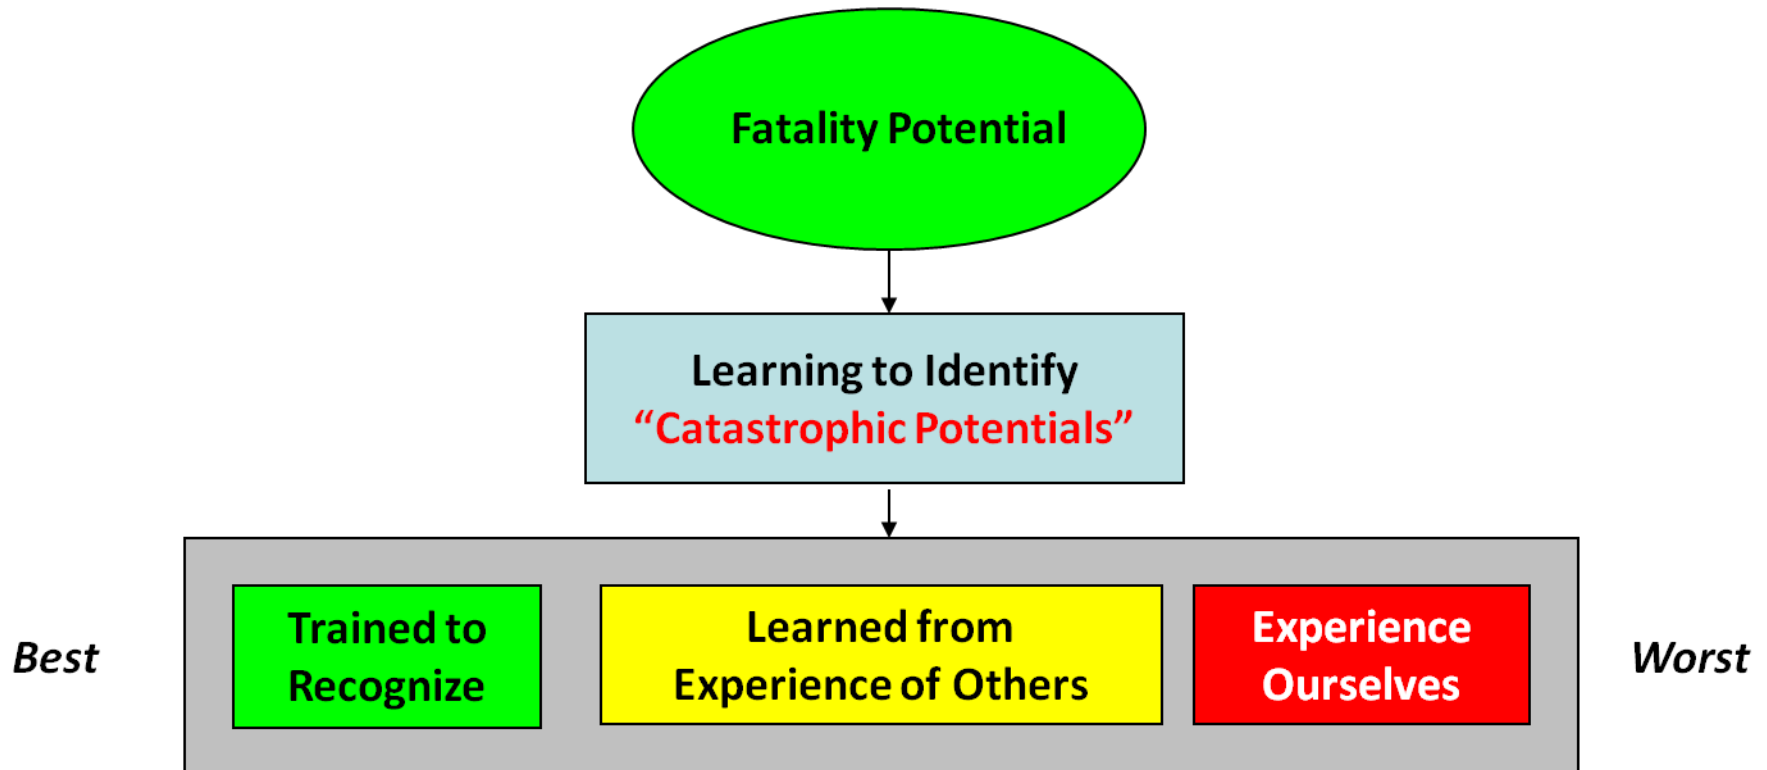 Fatality Potential
Learning to Identify
“Catastrophic Potentials”
Best
Trained to
Recognize
Learned from
Experience of Others
Experience
Ourselves
Worst